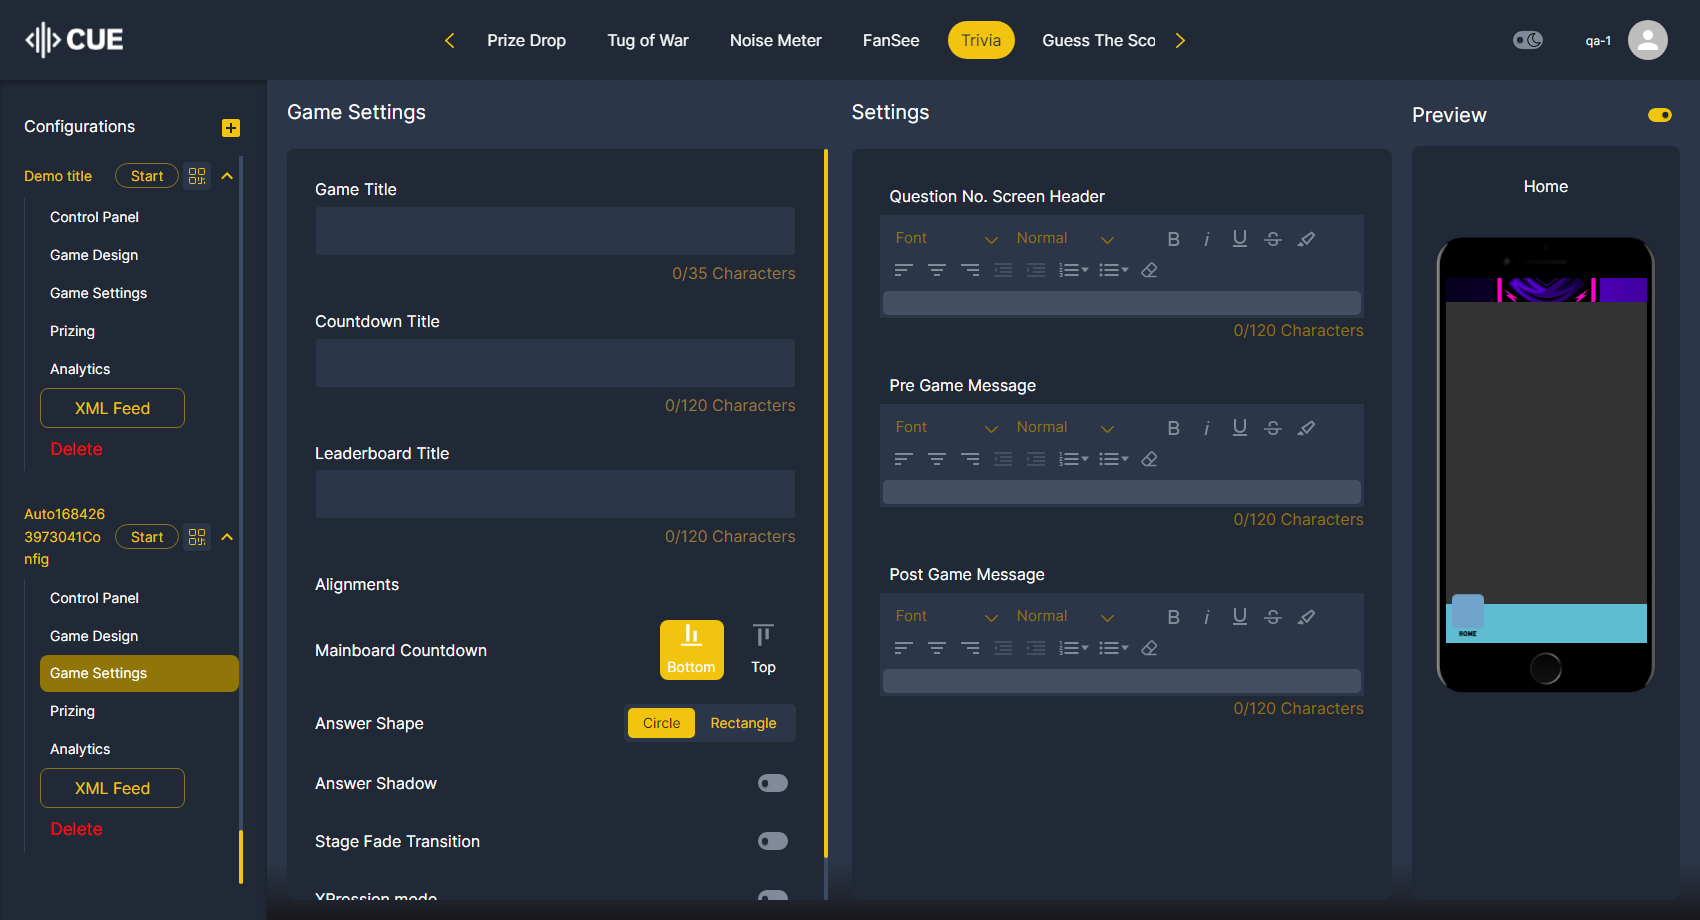 CUE
Prize Drop
Tug of War
Noise Meter
FanSee
Trivia
Guess The Sco
qa-1
Configurations
Demo title
Start
Control Panel
Game Design
Game Settings
Prizing
Analytics
XML Feed
Delete
Auto168426
3973041Co
nfig
Start
Control Panel
Game Design
Game Settings
Prizing
Analytics
XML Feed
Delete
Game Settings
Game Title
0/35 Characters
Countdown Title
0/120 Characters
Leaderboard Title
0/120 Characters
Alignments
Mainboard Countdown
Bottom
Top
Answer Shape
Circle
Rectangle
Answer Shadow
Stage Fade Transition
XPression mode
Settings
Question No. Screen Header
Font
Normal
0/120 Characters
Pre Game Message
Font
Normal
0/120 Characters
Post Game Message
Font
Normal
0/120 Characters
Preview
Home
HOME